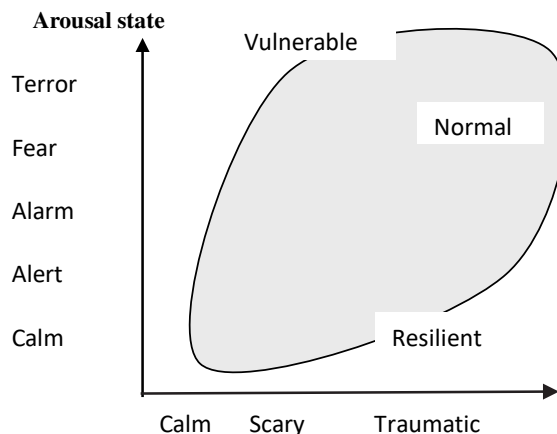 Arousal state
Vulnerable
Terror
Normal
Fear
Alarm
Alert
Calm
Resilient
Calm Scary Traumatic